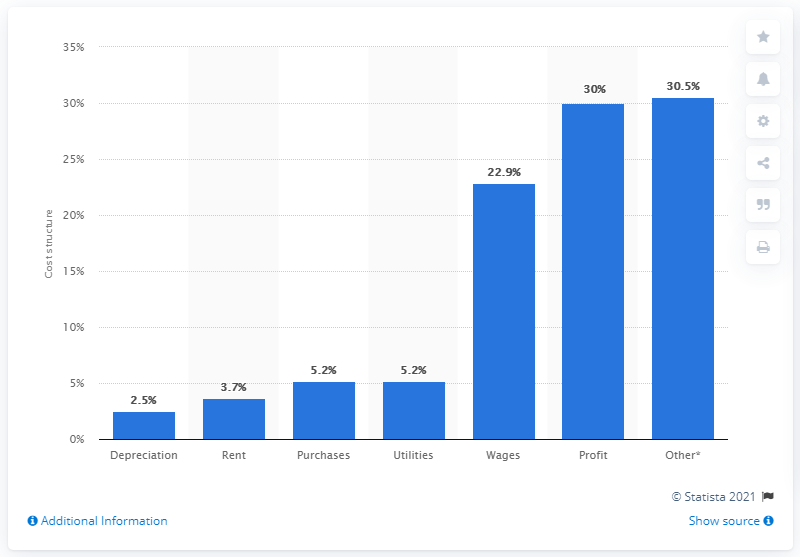 35%
30%
25%
20%
15%
10%
5%
0%
Cost structure
2.5%
3.7%
5.2%
5.2%
22.9%
30%
30.5%
Depreciation
Rent
Purchases
Utilities
Wages
Profit
Other*
© Statista 2021
Additional Information
Show source